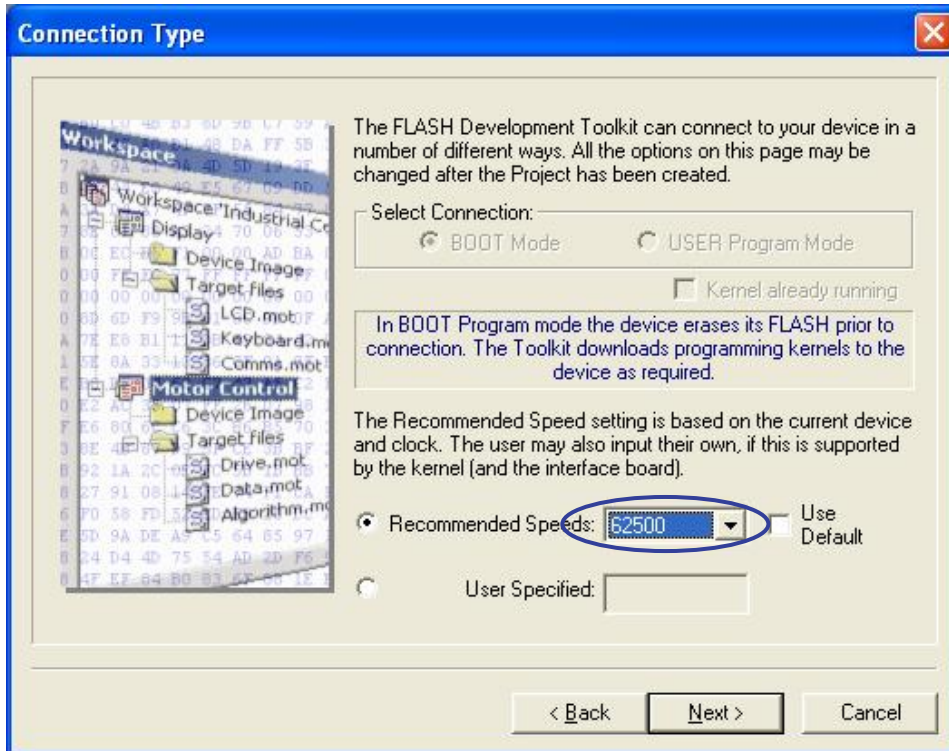 Connection Type
Workspace
Workspace "Industrial Co
Display
Device Image
Target files
LCD.mot
Keyboard.m
Comms.mot
Motor Control
Device Image
Target files
Drive.mot
Data.mot
Algorithm.mo
The FLASH Development Toolkit can connect to your device in a
number of different ways. All the options on this page may be
changed after the Project has been created.
Select Connection:
BOOT Mode
USER Program Mode
Kernel already running
In BOOT Program mode the device erases its FLASH prior to
connection. The Toolkit downloads programming kernels to the
device as required.
The Recommended Speed setting is based on the current device
and clock. The user may also input their own, if this is supported
by the kernel (and the interface board).
Recommended Speeds: 62500
Use
Default
User Specified:
< Back
Next >
Cancel